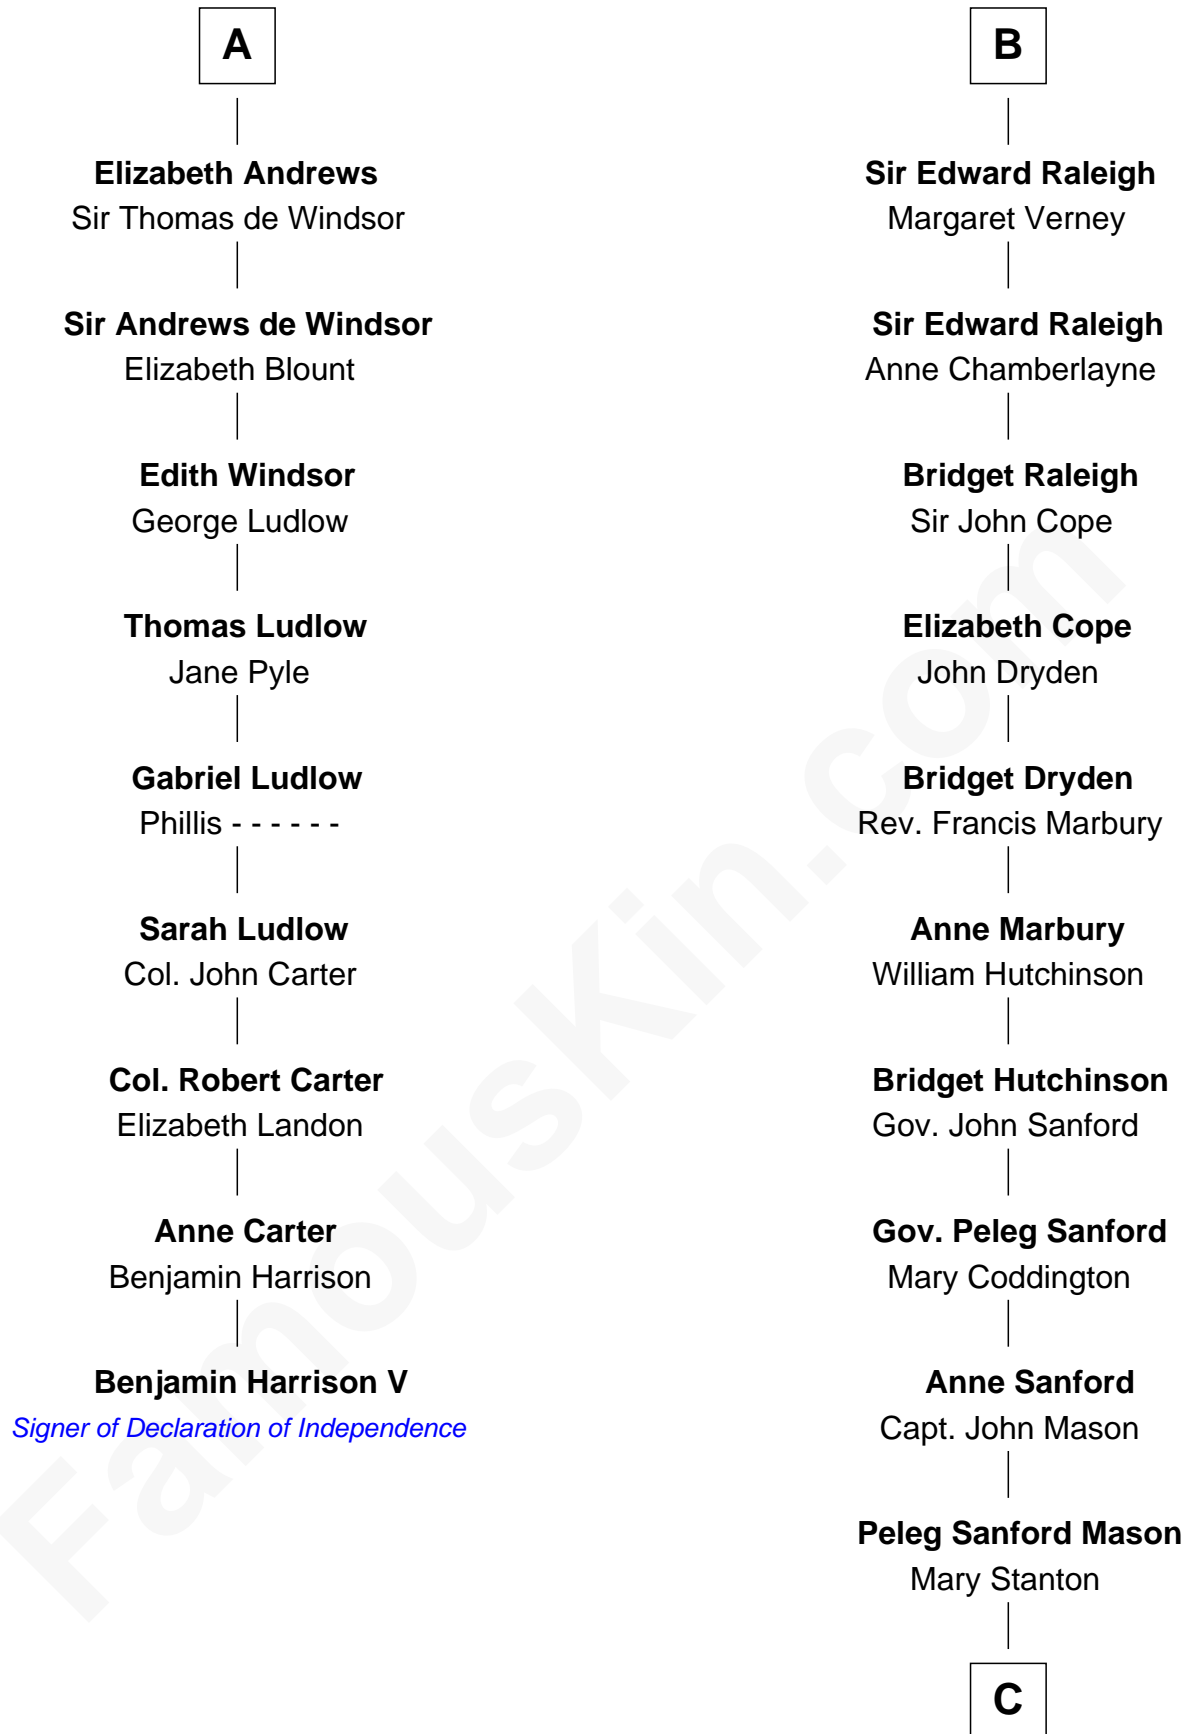 A
Elizabeth Andrews
Sir Thomas de Windsor
Sir Andrews de Windsor
Elizabeth Blount
Edith Windsor
George Ludlow
Thomas Ludlow
Jane Pyle
Gabriel Ludlow
Phillis - - - - - -
Sarah Ludlow
Col. John Carter
Col. Robert Carter
Elizabeth Landon
Anne Carter
Benjamin Harrison
Benjamin Harrison V
Signer of Declaration of Independence
B
Sir Edward Raleigh
Margaret Verney
Sir Edward Raleigh
Anne Chamberlayne
Bridget Raleigh
Sir John Cope
Elizabeth Cope
John Dryden
Bridget Dryden
Rev. Francis Marbury
Anne Marbury
William Hutchinson
Bridget Hutchinson
Gov. John Sanford
Gov. Peleg Sanford
Mary Coddington
Anne Sanford
Capt. John Mason
Peleg Sanford Mason
Mary Stanton
C
FamousKin.com